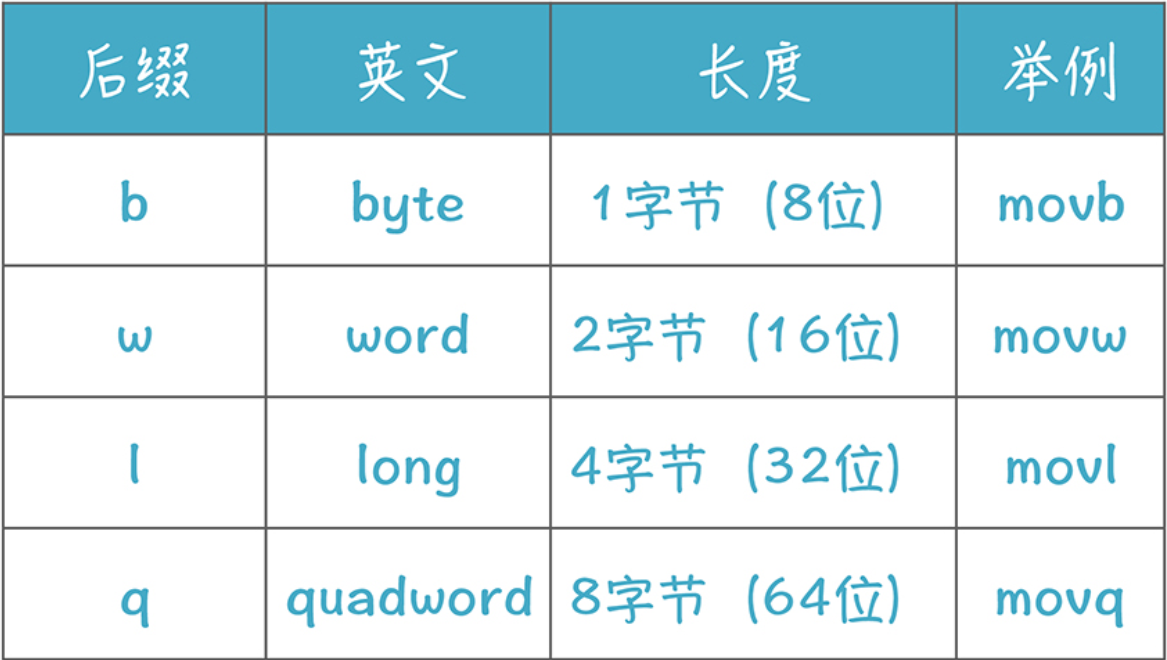 后缀 英文 长度 举例
b byte 1字节 (8位) movb
w word 2字节 (16位) movw
l long 4字节 (32位) movl
q quadword 8字节 (64位) movq